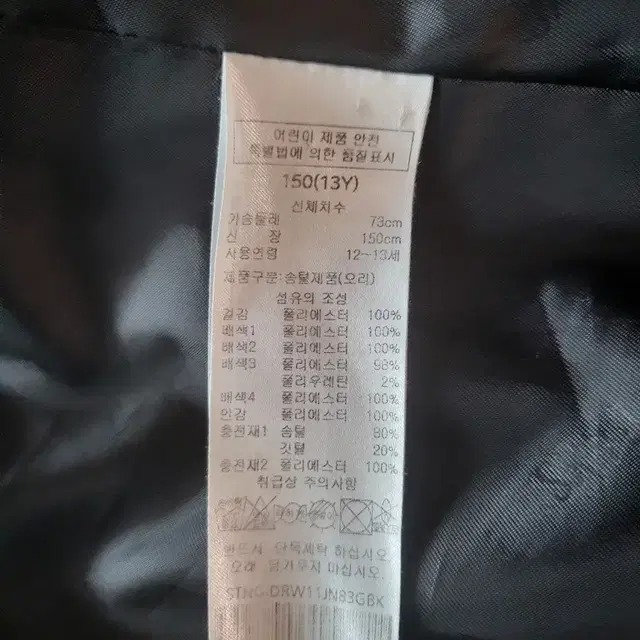 어린이 제품 안전
특별법에 의한 품질표시
150(13Y)
신체치수
가슴둘레 73cm
신 장 150cm
사용연령 12~13세
제품구분:솜털제품(오리)
섬유의 조성
겉감 폴리에스터 100%
배색1 폴리에스터 100%
배색2 폴리에스터 100%
배색3 폴리에스터 98%
폴리우레탄 2%
배색4 폴리에스터 100%
안감 폴리에스터 100%
충전재1 솜털 80%
깃털 20%
충전재2 폴리에스터 100%
취급상 주의사항
반드시 단독세탁 하십시오
오래 담가두지 마십시오
DRW11JN83GBK